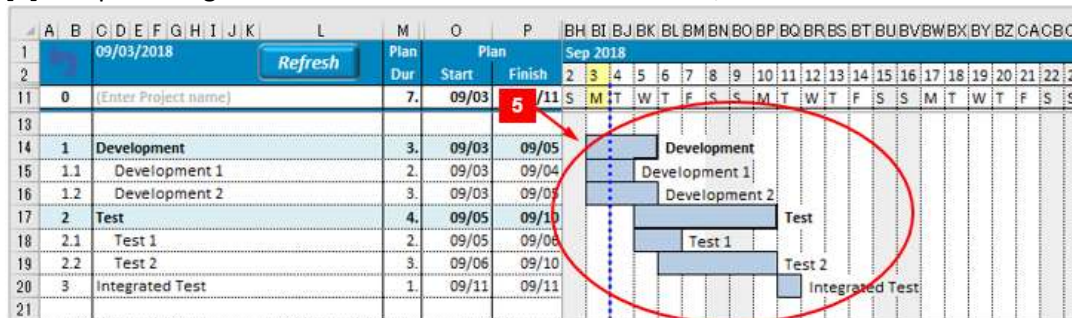 A B C D E F G H I J K L M O P BH BI BJ BK BL BM BN BO BP BQ BR BS BT BU BV BW BX BY BZ CA CB
1 09/03/2018 Refresh Plan Plan Sep 2018
2 Dur Start Finish 2 3 4 5 6 7 8 9 10 11 12 13 14 15 16 17 18 19 20 21 22
11 0 (Enter Project name) 7. 09/03 /11 S M T W T F S S M T W T F S S M T W T F S
5
13
14 1 Development 3. 09/03 09/05 Development
15 1.1 Development 1 2. 09/03 09/04 Development 1
16 1.2 Development 2 3. 09/03 09/05 Development 2
17 2 Test 4. 09/05 09/10 Test
18 2.1 Test 1 2. 09/05 09/06 Test 1
19 2.2 Test 2 3. 09/06 09/10 Test 2
20 3 Integrated Test 1. 09/11 09/11 Integrated Test
21